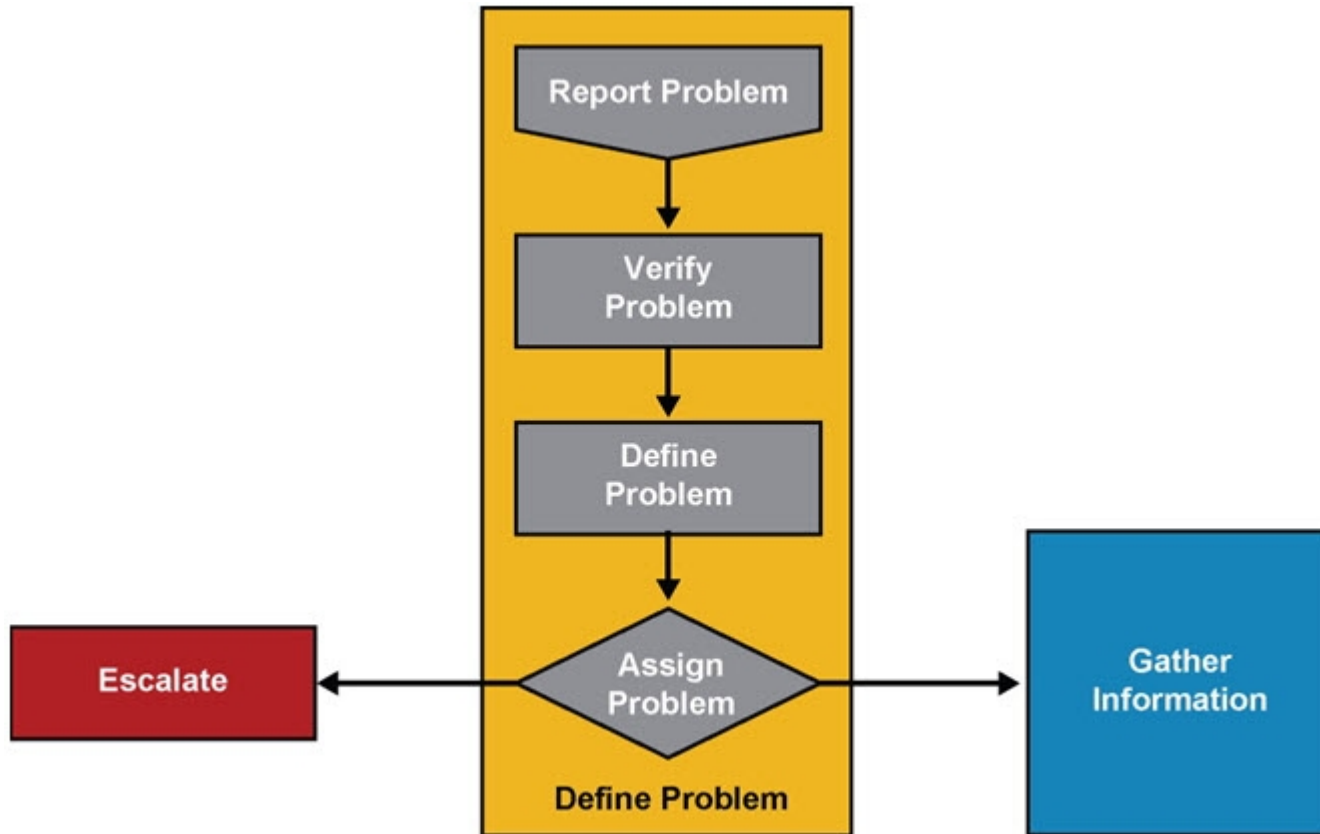 Report Problem
Verify
Problem
Define
Problem
Assign
Problem
Escalate
Gather
Information
Define Problem